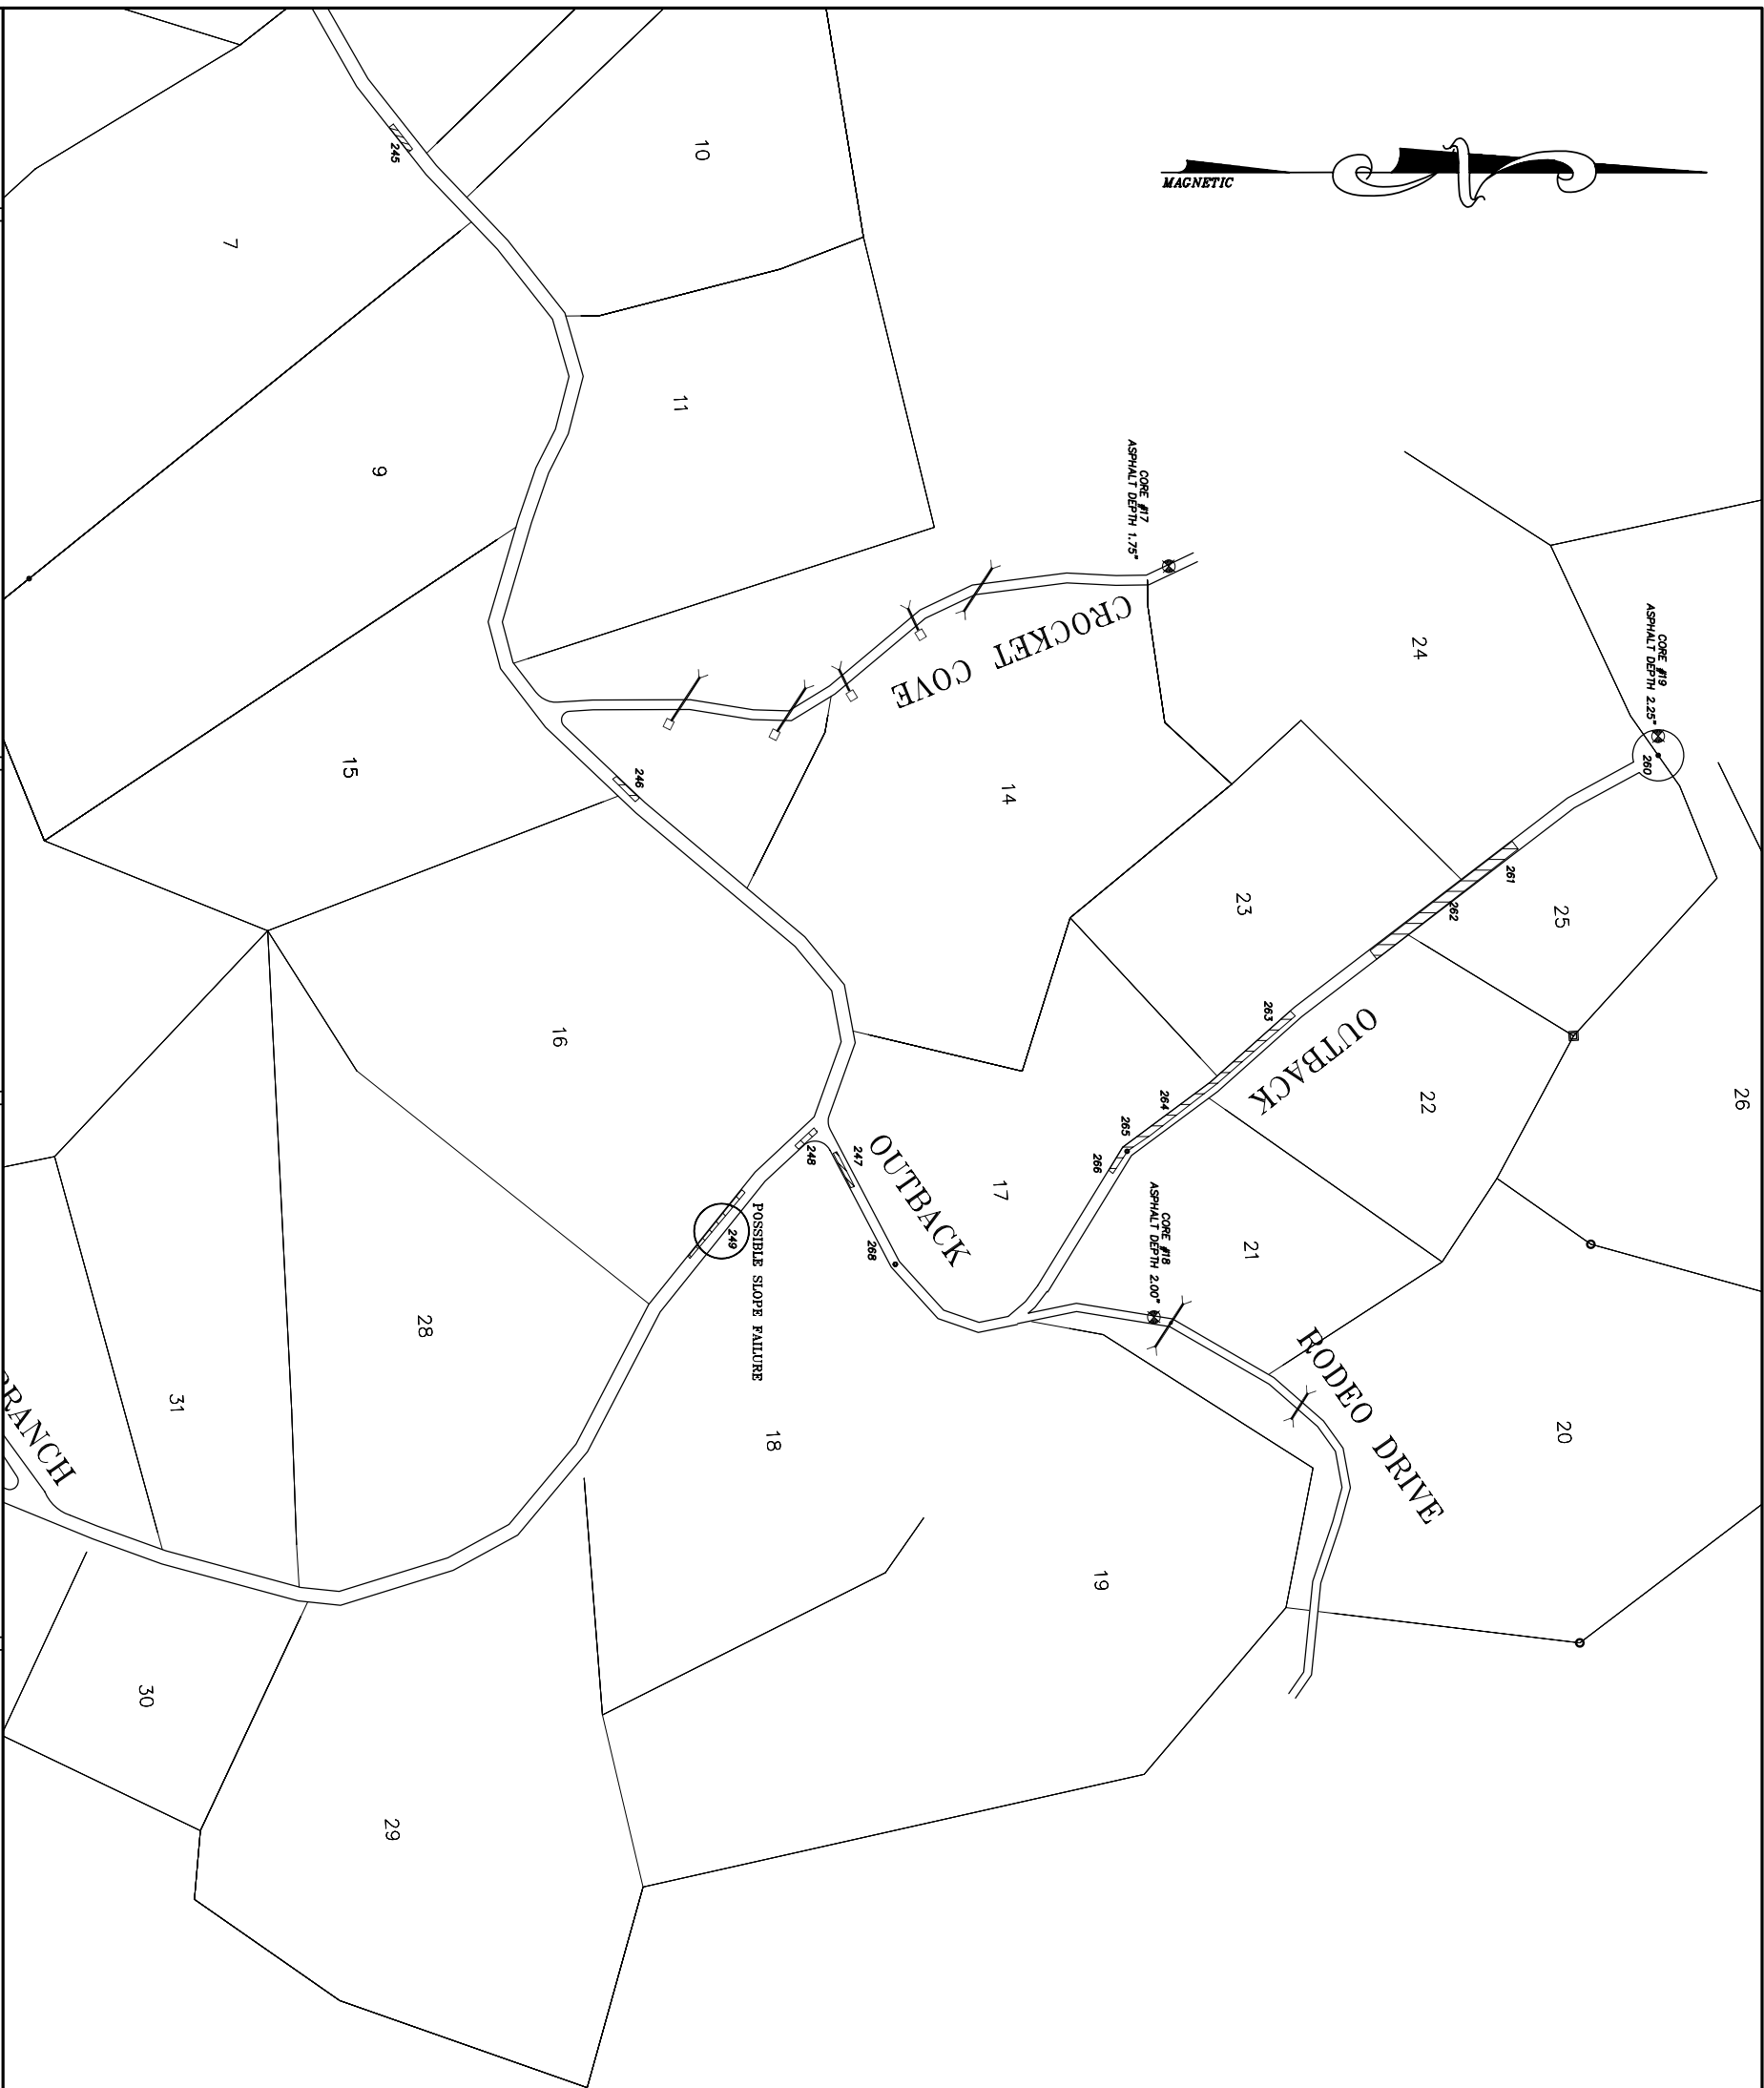 MAGNETIC
10
245
7
11
9
CORE #17
ASPHALT DEPTH 1.75"
CROCKET COVE
24
CORE #19
ASPHALT DEPTH 2.25"
260
246
15
14
261
262
25
23
263
OUTBACK
22
26
264
265
266
16
247
248
OUTBACK
17
CORE #18
ASPHALT DEPTH 2.00"
21
249
POSSIBLE SLOPE FAILURE
268
28
RODEO DRIVE
20
31
RANCH
18
19
30
29